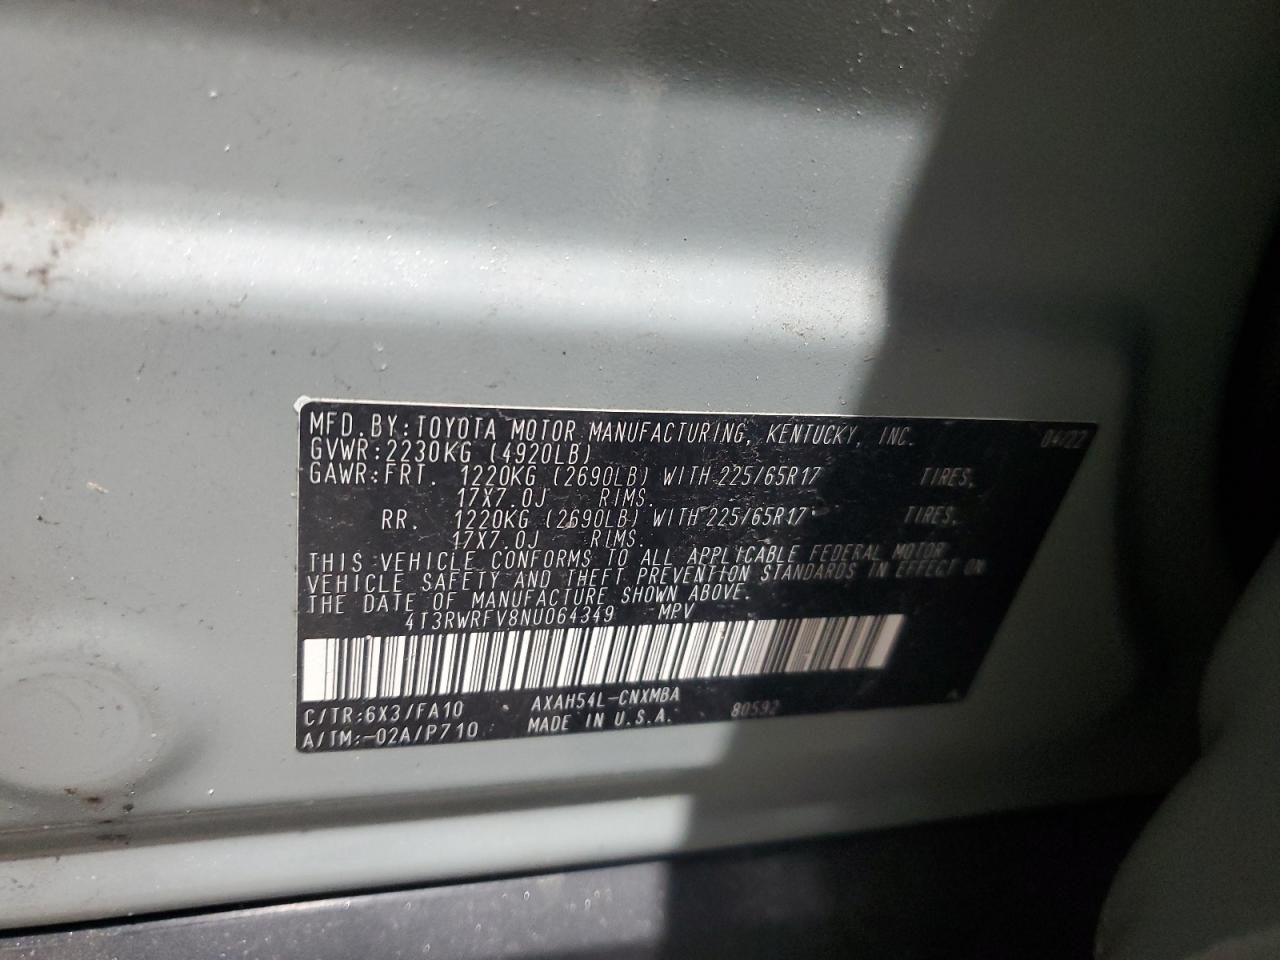 MFD. BY: TOYOTA MOTOR MANUFACTURING, KENTUCKY, INC. 04/22
GVWR: 2230KG (4920LB)
GAWR: FRT. 1220KG (2690LB) WITH 225/65R17 TIRES,
17X7.0J RIMS.
RR. 1220KG (2690LB) WITH 225/65R17 TIRES,
17X7.0J RIMS.
THIS VEHICLE CONFORMS TO ALL APPLICABLE FEDERAL MOTOR
VEHICLE SAFETY AND THEFT PREVENTION STANDARDS IN EFFECT ON
THE DATE OF MANUFACTURE SHOWN ABOVE.
4T3RWRFV8NU064349 MPV
C/TR: 6X3/FA10 AXAH54L-CNXMBA 80592 A
A/TM: -02A/P710 MADE IN U.S.A.